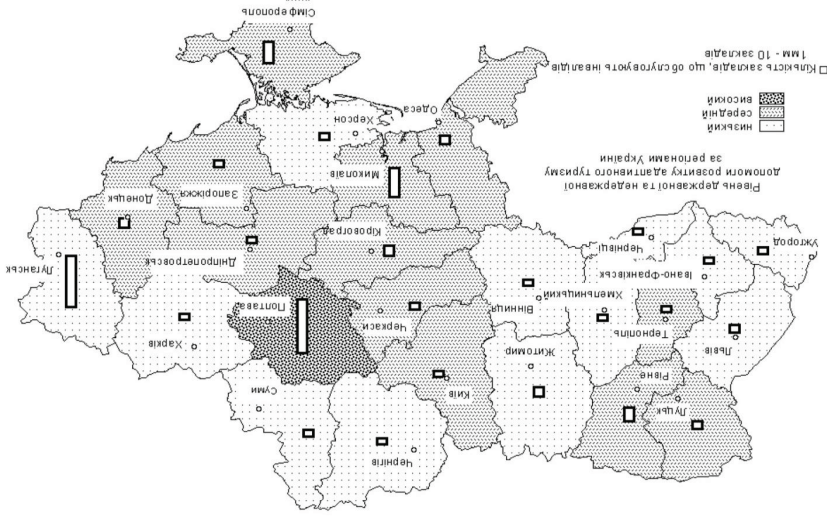 Чернігів
Луцьк
Рівне
Суми
Київ
Житомир
Львів
Харків
Тернопіль
Черкаси
Полтава
Хмельницький
Вінниця
Івано-Франківськ
Луганськ
Дніпропетровськ
Ужгород
Чернівці
Кіровоград
Донецьк
Запоріжжя
Миколаїв
Херсон
Одеса
Сімферополь
Рівень державної та недержавної
допомоги розвитку адаптивного туризму
за регіонами України
низький
середній
високий
Кількість закладів, що обслуговують інвалідів
1мм - 10 закладів